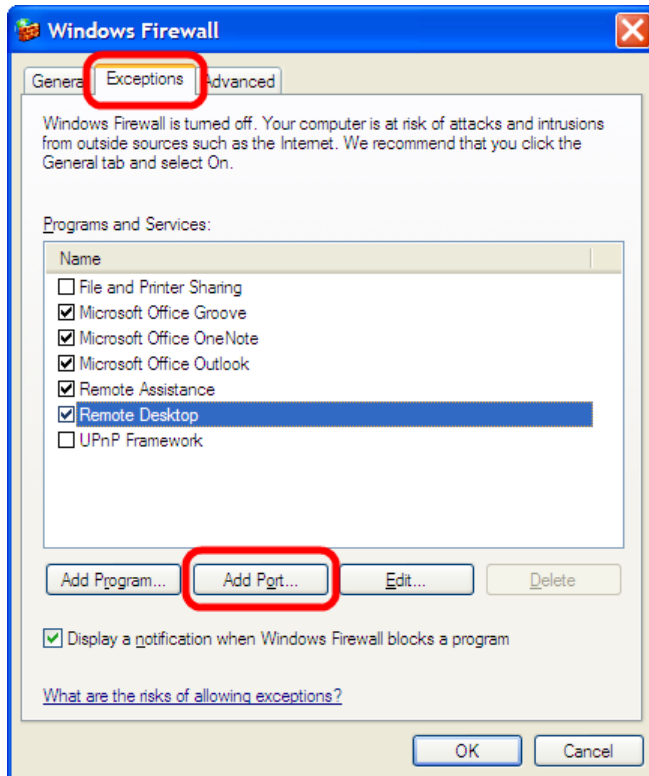 Windows Firewall
General Exceptions Advanced
Windows Firewall is turned off. Your computer is at risk of attacks and intrusions
from outside sources such as the Internet. We recommend that you click the
General tab and select On.
Programs and Services:
Name
File and Printer Sharing
Microsoft Office Groove
Microsoft Office OneNote
Microsoft Office Outlook
Remote Assistance
Remote Desktop
UPnP Framework
Add Program... Add Port... Edit... Delete
Display a notification when Windows Firewall blocks a program
What are the risks of allowing exceptions?
OK Cancel